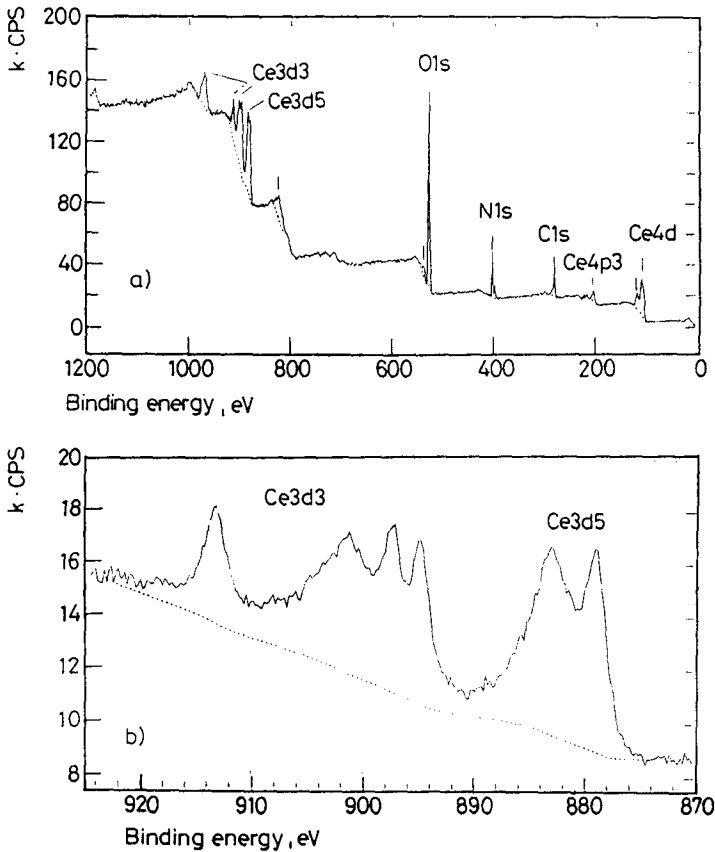 k·CPS
200
160
120
80
40
0
Ce3d3
Ce3d5
O1s
N1s
C1s
Ce4p3
Ce4d
a)
1200 1000 800 600 400 200 0
Binding energy, eV
k·CPS
20
18
16
14
12
10
8
Ce3d3
Ce3d5
b)
920 910 900 890 880 870
Binding energy, eV